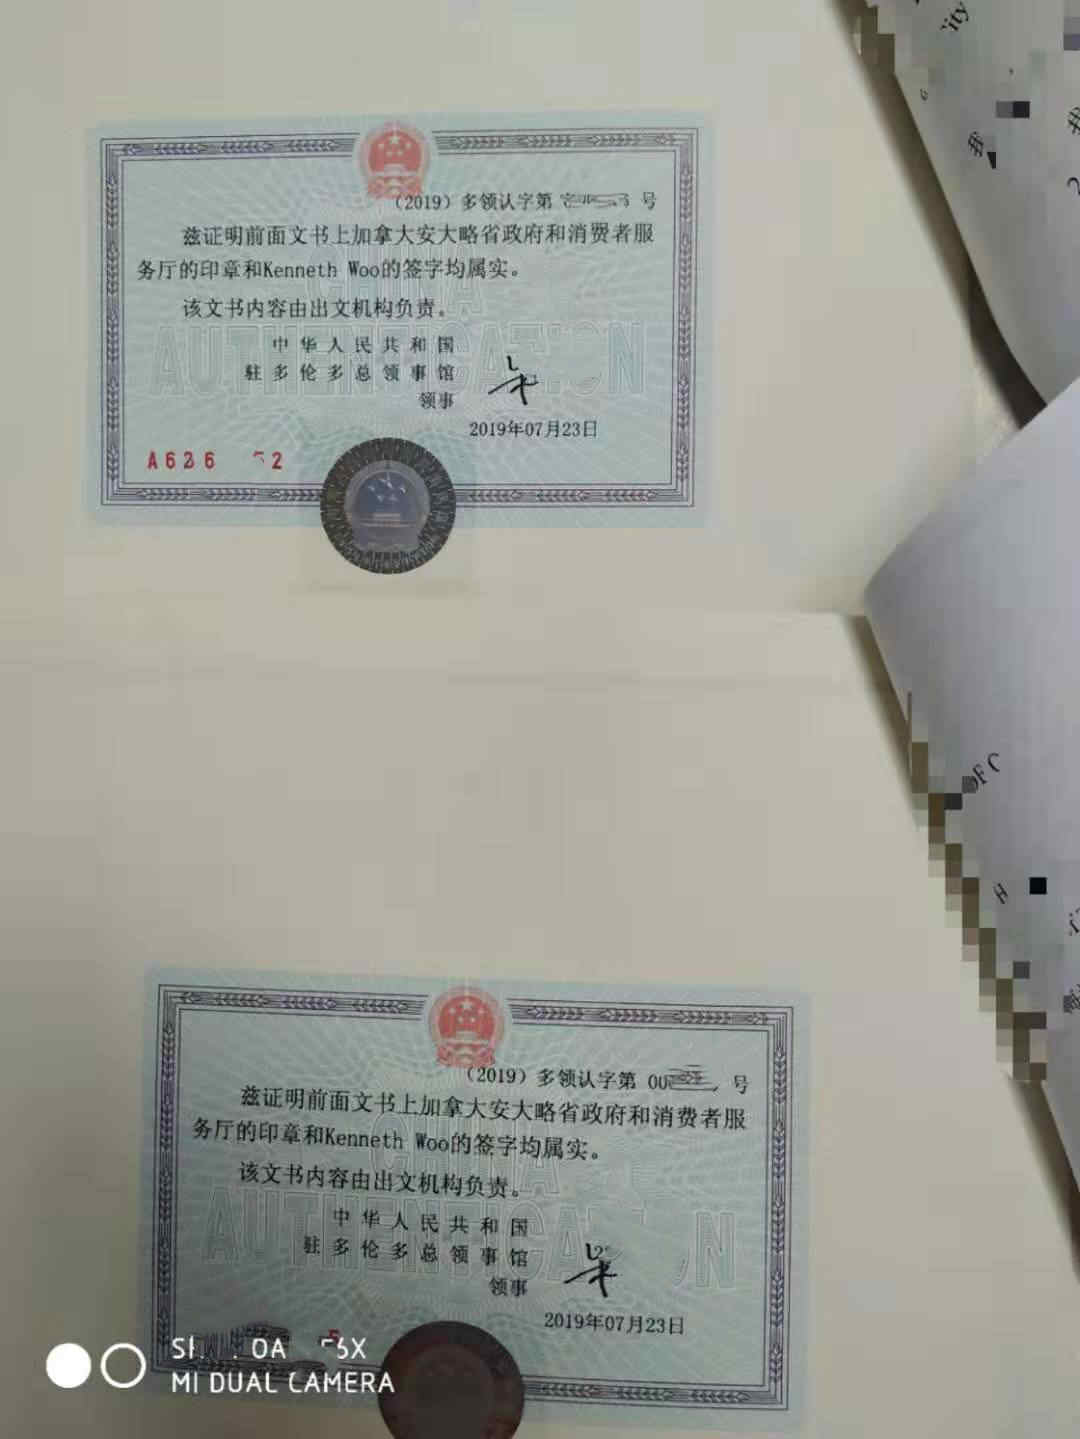 ity
(2019) 多领认字第 号
兹证明前面文书上加拿大安大略省政府和消费者服
务厅的印章和Kenneth Woo的签字均属实。
该文书内容由出文机构负责。
CHINA
AUTHENTICATION
中华人民共和国
驻多伦多总领事馆
领事
2019年07月23日
A636 2
OF C
(2019) 多领认字第 00 号
兹证明前面文书上加拿大安大略省政府和消费者服
务厅的印章和Kenneth Woo的签字均属实。
该文书内容由出文机构负责。
CHINA
AUTHENTICATION
中华人民共和国
驻多伦多总领事馆
领事
2019年07月23日
MI DUAL CAMERA